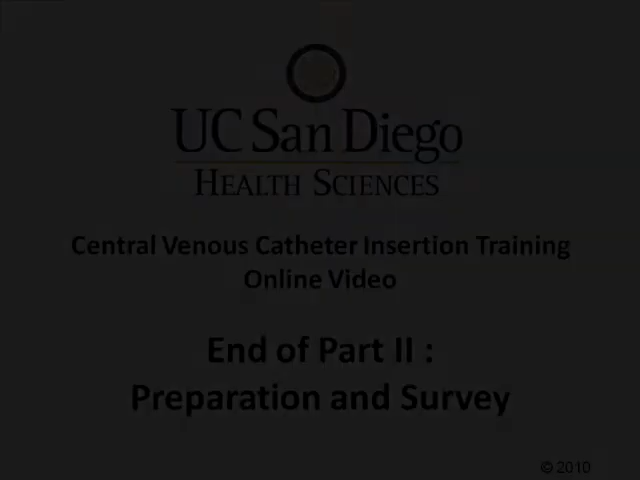 UC San Diego
HEALTH SCIENCES
Central Venous Catheter Insertion Training
Online Video
End of Part II :
Preparation and Survey
© 2010